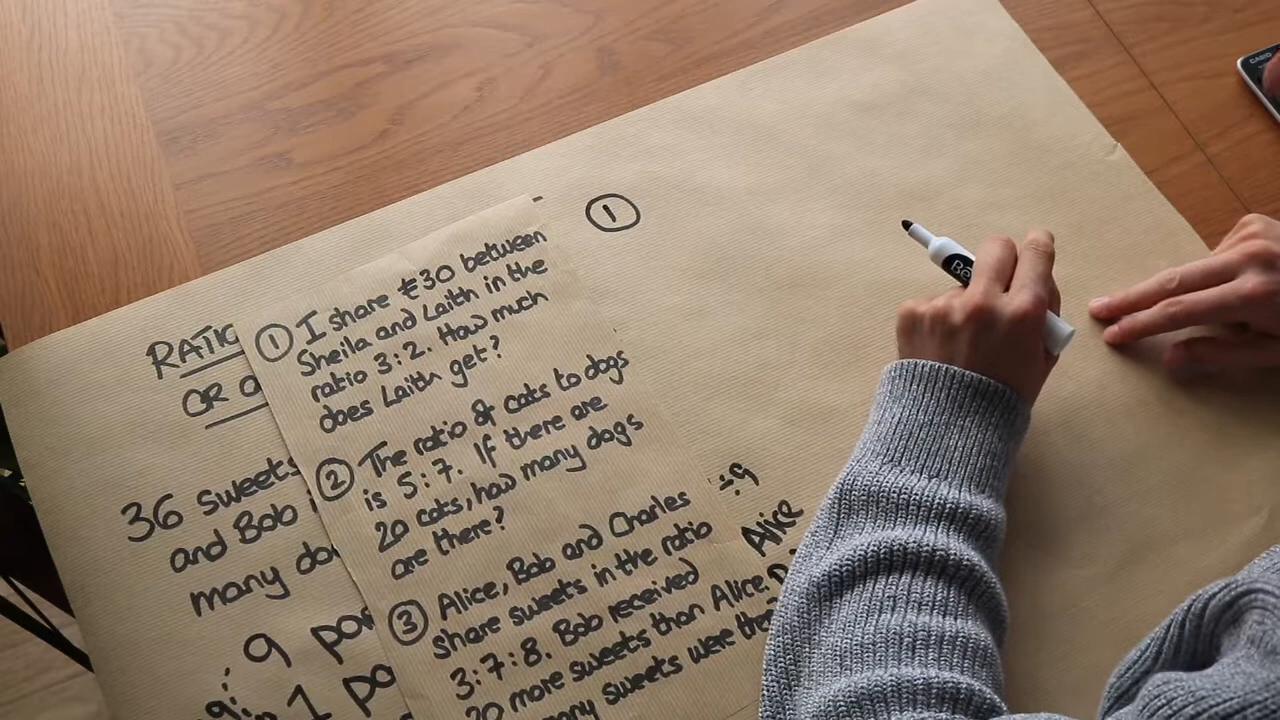 RATIO
OR
36 sweets
and Bob
many
9
1
① I share €30 between
Sheila and Laith in the
ratio 3:2. How much
does Laith get?
② The ratio of cats to dogs
is 5:7. If there are
20 cats, how many dogs
are there?
③ Alice, Bob and Charles
share sweets in the ratio
3:7:8. Bob received
20 more sweets than Alice.
many sweets were there?
①
÷9
Alice
CASIO